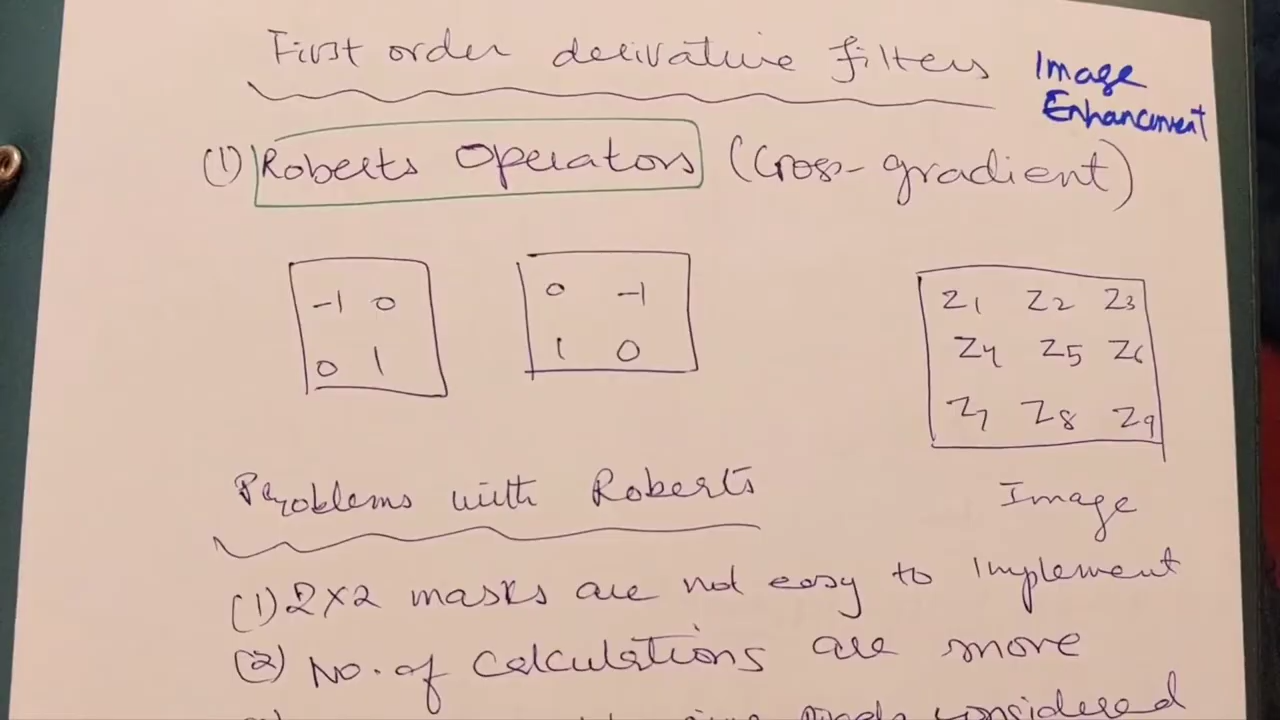 First order derivative filters
Image
Enhancement
(1) Roberts Operators (Cross-gradient)
-1 0
0 1
0 -1
1 0
Z1 Z2 Z3
Z4 Z5 Z6
Z7 Z8 Z9
Image
Problems with Roberts
(1) 2x2 masks are not easy to implement
(2) No. of calculations are more
considered